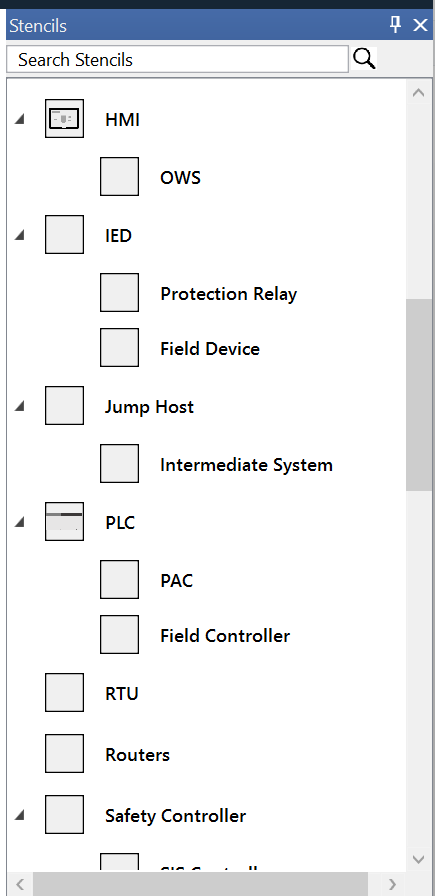 Stencils
Search Stencils
HMI
OWS
IED
Protection Relay
Field Device
Jump Host
Intermediate System
PLC
PAC
Field Controller
RTU
Routers
Safety Controller